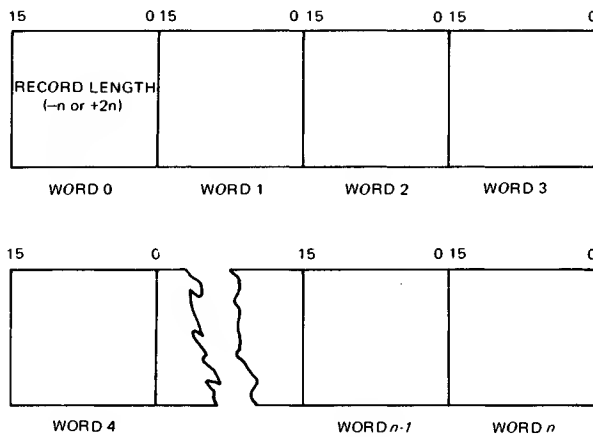 15 0 15 0 15 0 15 0
RECORD LENGTH
(–n or +2n)
WORD 0 WORD 1 WORD 2 WORD 3
15 0 15 0 15 0
WORD 4 WORD n-1 WORD n